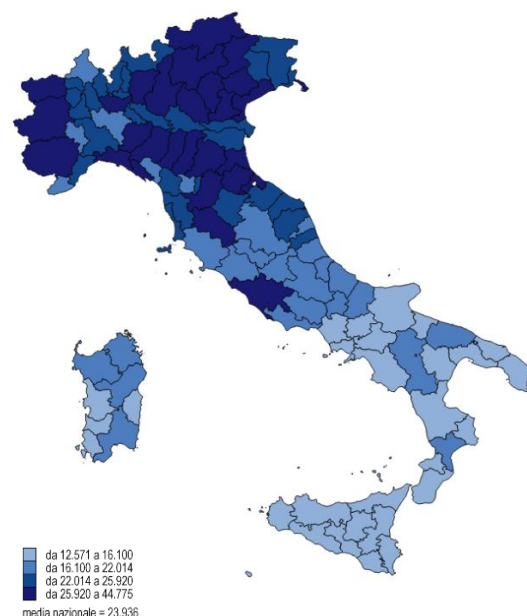 da 12.571 a 16.100
da 16.100 a 22.014
da 22.014 a 25.920
da 25.920 a 44.775
media nazionale = 23.936